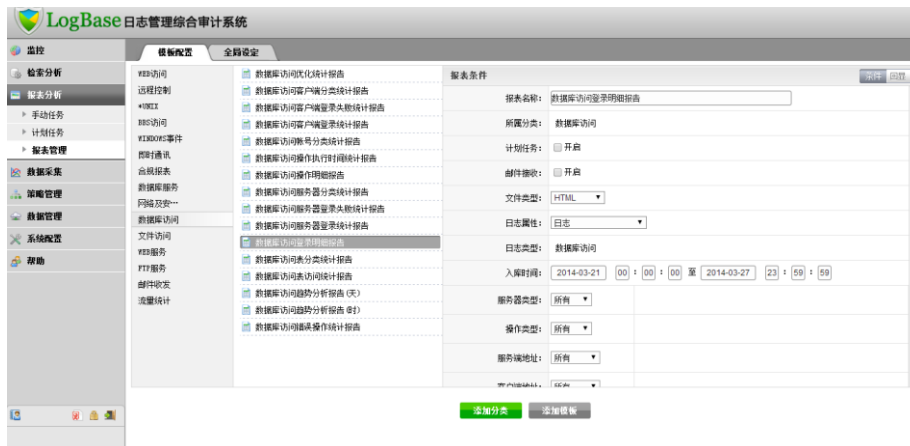 LogBase 日志管理综合审计系统
监控
检索分析
报表分析
手动任务
计划任务
报表管理
数据采集
策略管理
数据管理
系统配置
帮助
模板配置 全局设定
WEB访问
远程控制
*UNIX
BBS访问
WINDOWS事件
即时通讯
合规报表
数据库服务
网络及安…
数据库访问
文件访问
WEB服务
FTP服务
邮件收发
流量统计
数据库访问优化统计报告
数据库访问客户端分类统计报告
数据库访问客户端登录失败统计报告
数据库访问客户端登录统计报告
数据库访问帐号分类统计报告
数据库访问操作执行时间统计报告
数据库访问操作明细报告
数据库访问服务器分类统计报告
数据库访问服务器登录失败统计报告
数据库访问服务器登录统计报告
数据库访问登录明细报告
数据库访问表分类统计报告
数据库访问表访问统计报告
数据库访问趋势分析报告(天)
数据库访问趋势分析报告(时)
数据库访问错误操作统计报告
报表条件 条件 回置
报表名称: 数据库访问登录明细报告
所属分类: 数据库访问
计划任务: 开启
邮件接收: 开启
文件类型: HTML
日志属性: 日志
日志类型: 数据库访问
入库时间: 2014-03-21 00 : 00 : 00 至 2014-03-27 23 : 59 : 59
服务器类型: 所有
操作类型: 所有
服务端地址: 所有
客户端地址: 所有
添加分类 添加模板